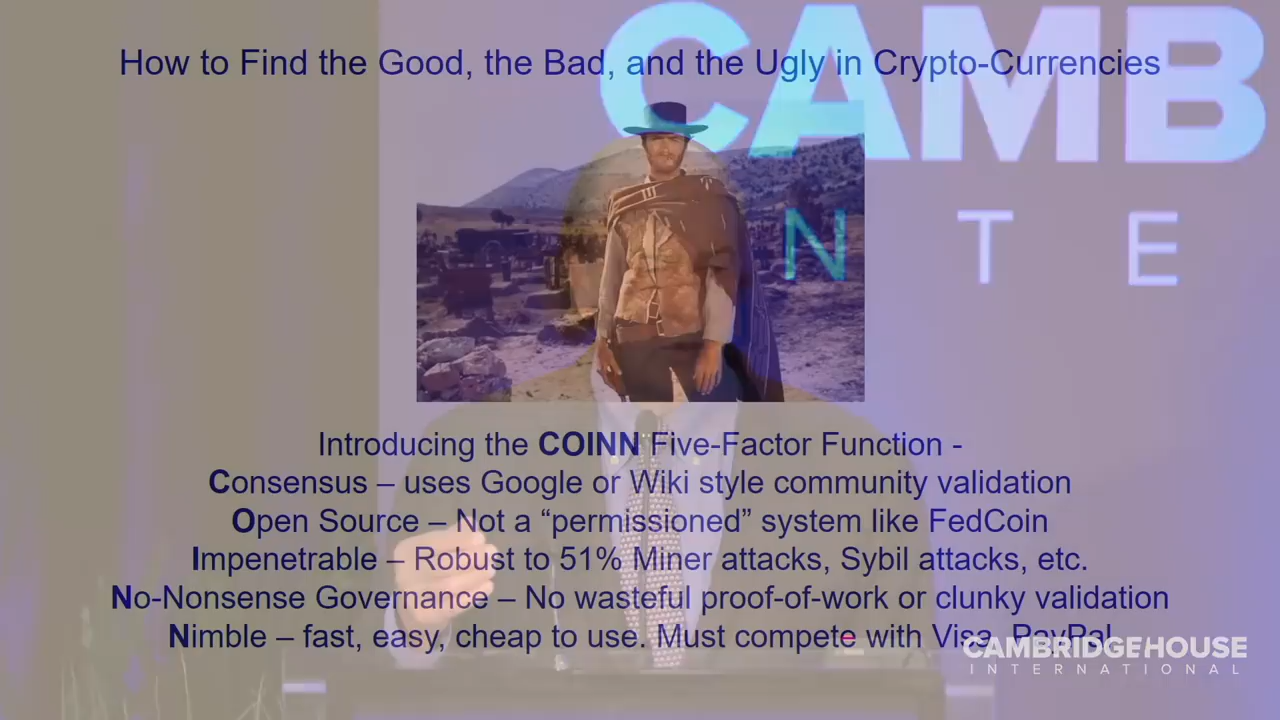 CAMB
How to Find the Good, the Bad, and the Ugly in Crypto-Currencies
N T E
Introducing the COINN Five-Factor Function -
Consensus – uses Google or Wiki style community validation
Open Source – Not a “permissioned” system like FedCoin
Impenetrable – Robust to 51% Miner attacks, Sybil attacks, etc.
No-Nonsense Governance – No wasteful proof-of-work or clunky validation
Nimble – fast, easy, cheap to use. Must compete with Visa, PayPal
CAMBRIDGEHOUSE
INTERNATIONAL